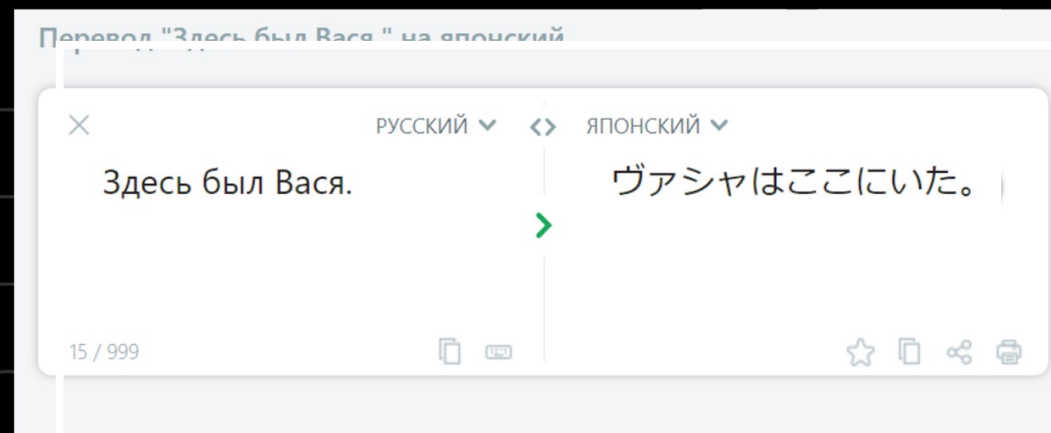 Перевод "Здесь был Вася." на японский
РУССКИЙ ЯПОНСКИЙ
Здесь был Вася. ヴァシャはここにいた。
15 / 999